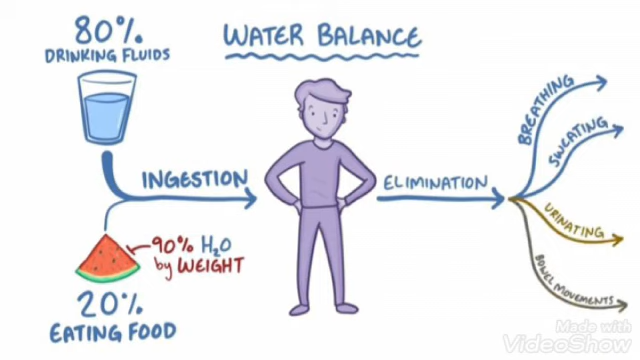 80%
DRINKING FLUIDS
WATER BALANCE
INGESTION
ELIMINATION
BREATHING
SWEATING
URINATING
BOWEL MOVEMENTS
90% H₂O
by WEIGHT
20%
EATING FOOD
Made with
VideoShow